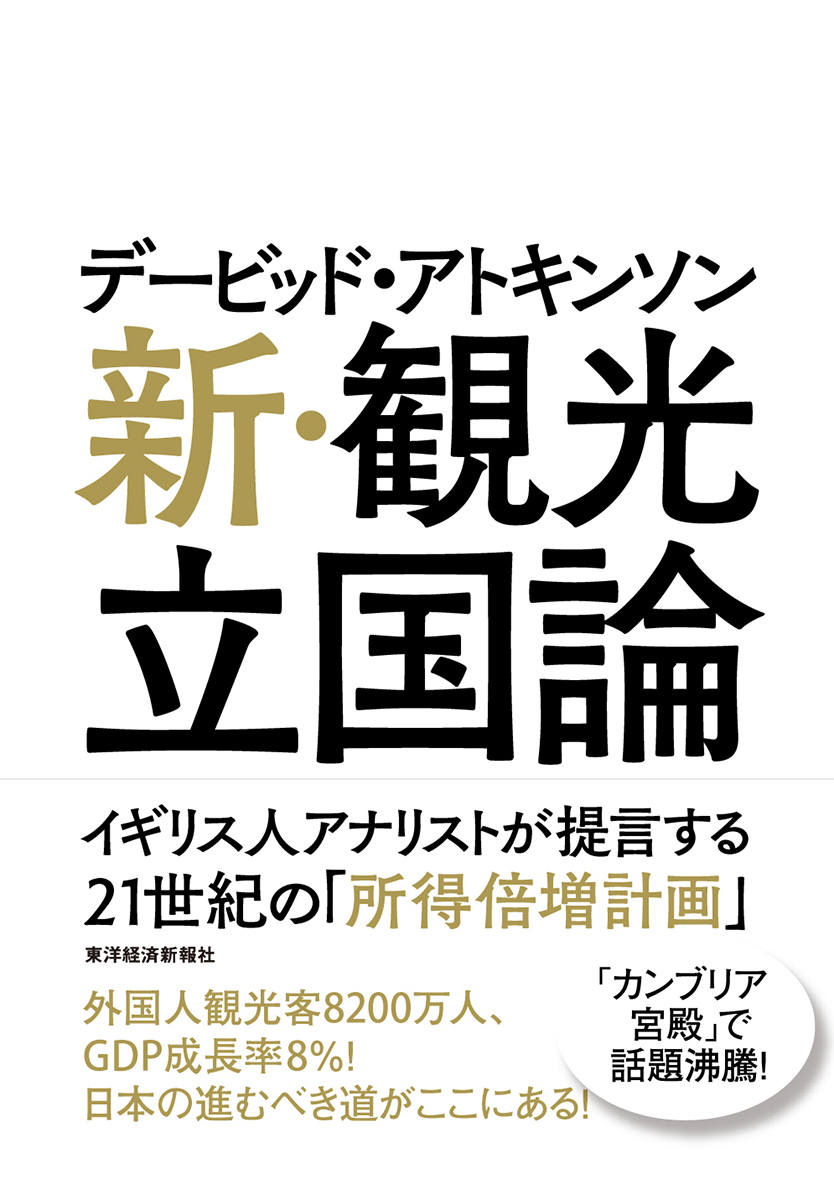 デービッド・アトキンソン
新・観光
立国論
イギリス人アナリストが提言する
21世紀の「所得倍増計画」
東洋経済新報社
外国人観光客8200万人、
GDP成長率8%!
日本の進むべき道がここにある!
「カンブリア
宮殿」で
話題沸騰!